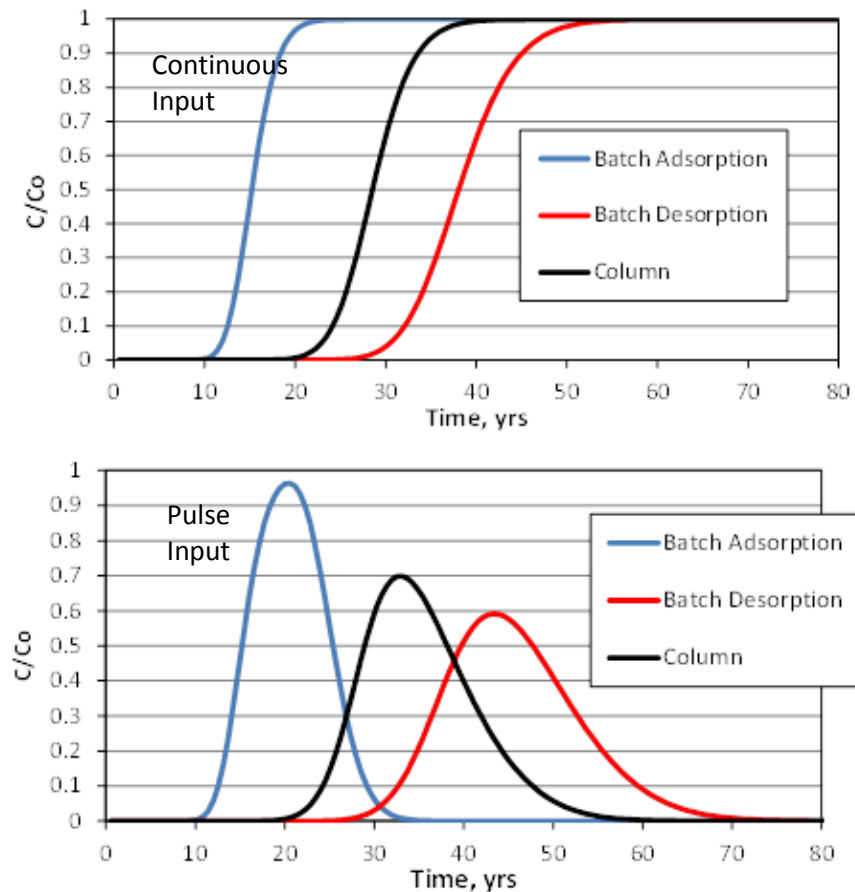 1
0.9
0.8
0.7
0.6
0.5
0.4
0.3
0.2
0.1
0
C/Co
Continuous
Input
Batch Adsorption
Batch Desorption
Column
0 10 20 30 40 50 60 70 80
Time, yrs
1
0.9
0.8
0.7
0.6
0.5
0.4
0.3
0.2
0.1
0
C/Co
Pulse
Input
Batch Adsorption
Batch Desorption
Column
0 10 20 30 40 50 60 70 80
Time, yrs